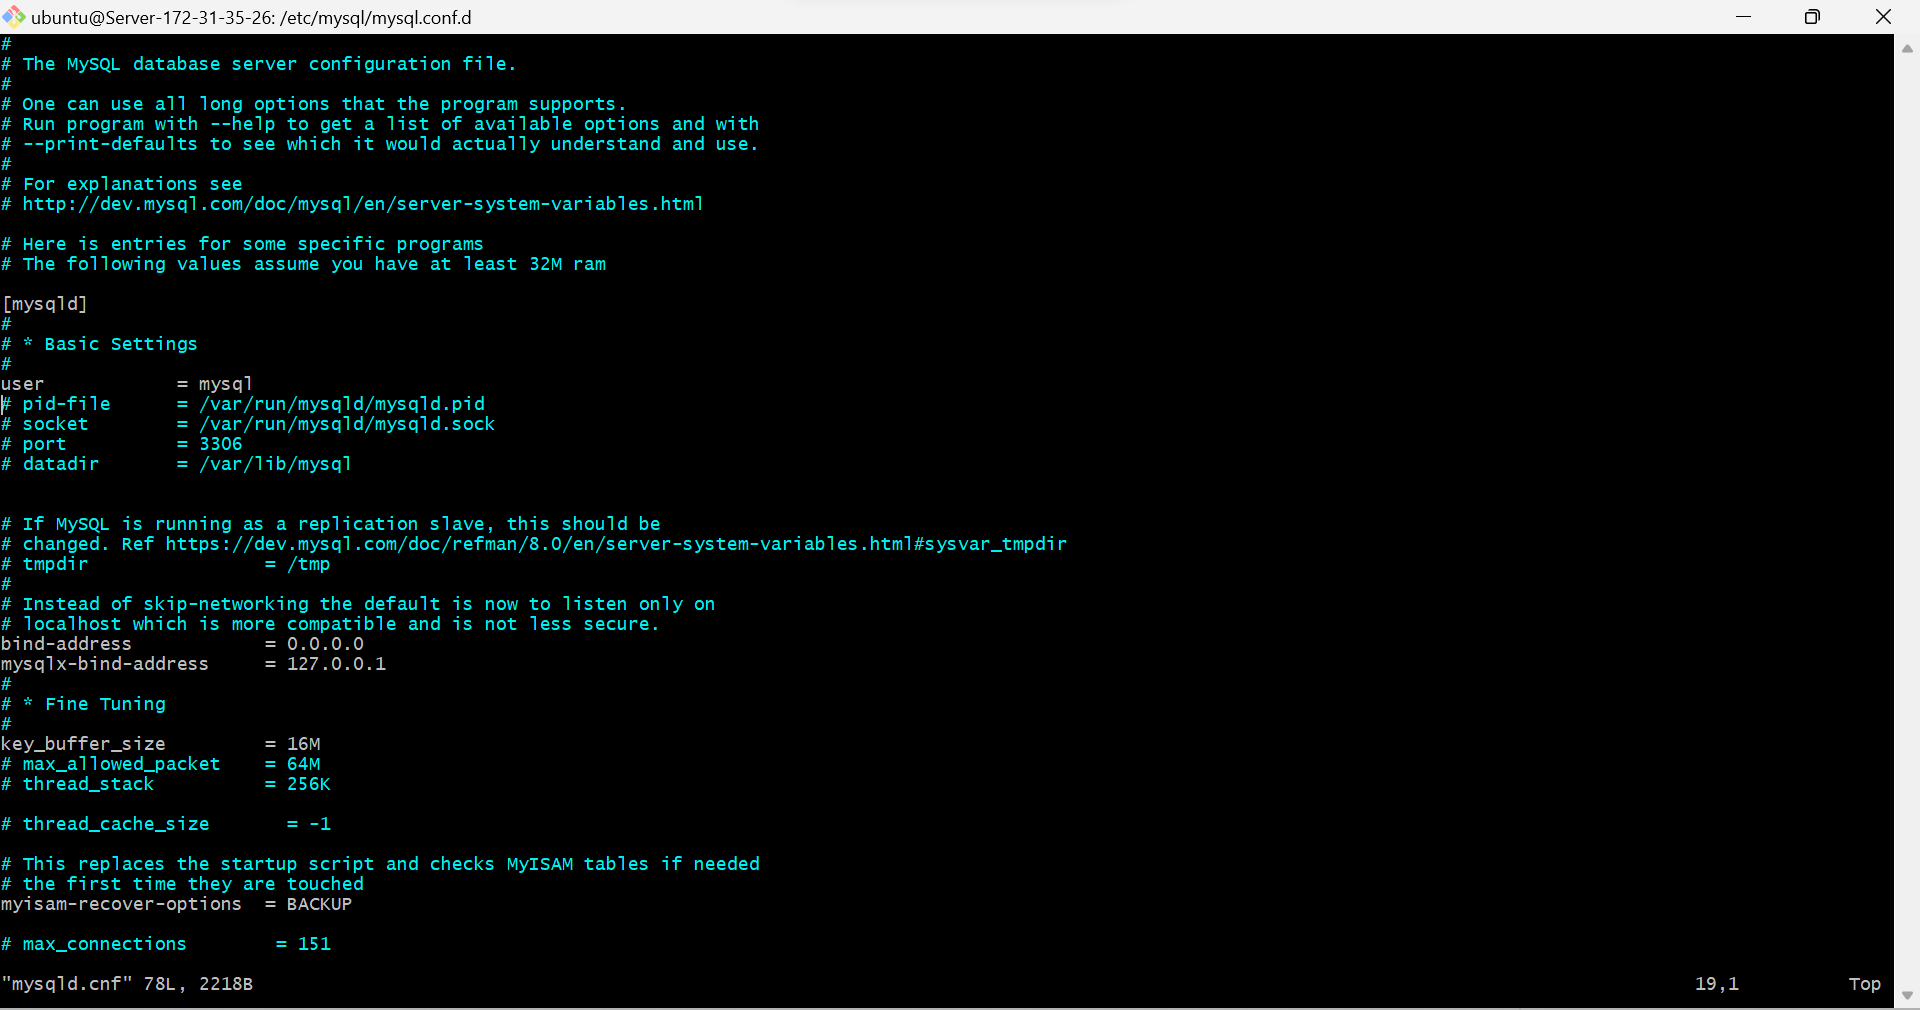 ubuntu@Server-172-31-35-26: /etc/mysql/mysql.conf.d
#
# The MySQL database server configuration file.
#
# One can use all long options that the program supports.
# Run program with --help to get a list of available options and with
# --print-defaults to see which it would actually understand and use.
#
# For explanations see
# http://dev.mysql.com/doc/mysql/en/server-system-variables.html

# Here is entries for some specific programs
# The following values assume you have at least 32M ram

[mysqld]
#
# * Basic Settings
#
user            = mysql
# pid-file      = /var/run/mysqld/mysqld.pid
# socket        = /var/run/mysqld/mysqld.sock
# port          = 3306
# datadir       = /var/lib/mysql


# If MySQL is running as a replication slave, this should be
# changed. Ref https://dev.mysql.com/doc/refman/8.0/en/server-system-variables.html#sysvar_tmpdir
# tmpdir                = /tmp
#
# Instead of skip-networking the default is now to listen only on
# localhost which is more compatible and is not less secure.
bind-address            = 0.0.0.0
mysqlx-bind-address     = 127.0.0.1
#
# * Fine Tuning
#
key_buffer_size         = 16M
# max_allowed_packet    = 64M
# thread_stack          = 256K

# thread_cache_size       = -1

# This replaces the startup script and checks MyISAM tables if needed
# the first time they are touched
myisam-recover-options  = BACKUP

# max_connections        = 151

"mysqld.cnf" 78L, 2218B 19,1 Top